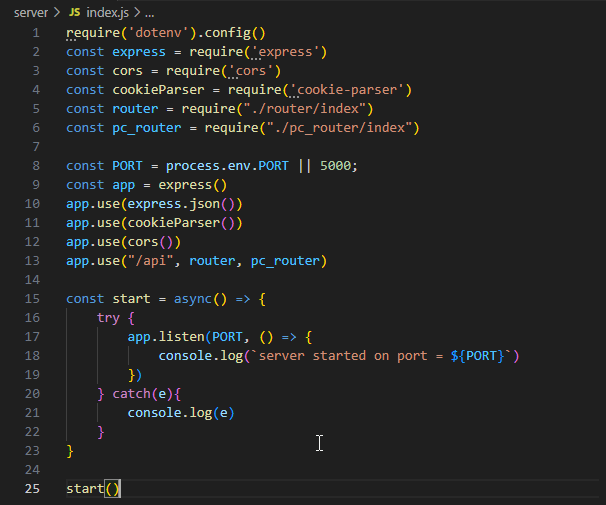 server > JS index.js > ...
1 require('dotenv').config()
2 const express = require('express')
3 const cors = require('cors')
4 const cookieParser = require('cookie-parser')
5 const router = require("./router/index")
6 const pc_router = require("./pc_router/index")
7
8 const PORT = process.env.PORT || 5000;
9 const app = express()
10 app.use(express.json())
11 app.use(cookieParser())
12 app.use(cors())
13 app.use("/api", router, pc_router)
14
15 const start = async() => {
16     try {
17         app.listen(PORT, () => {
18             console.log(`server started on port = ${PORT}`)
19         })
20     } catch(e){
21         console.log(e)
22     }
23 }
24
25 start()